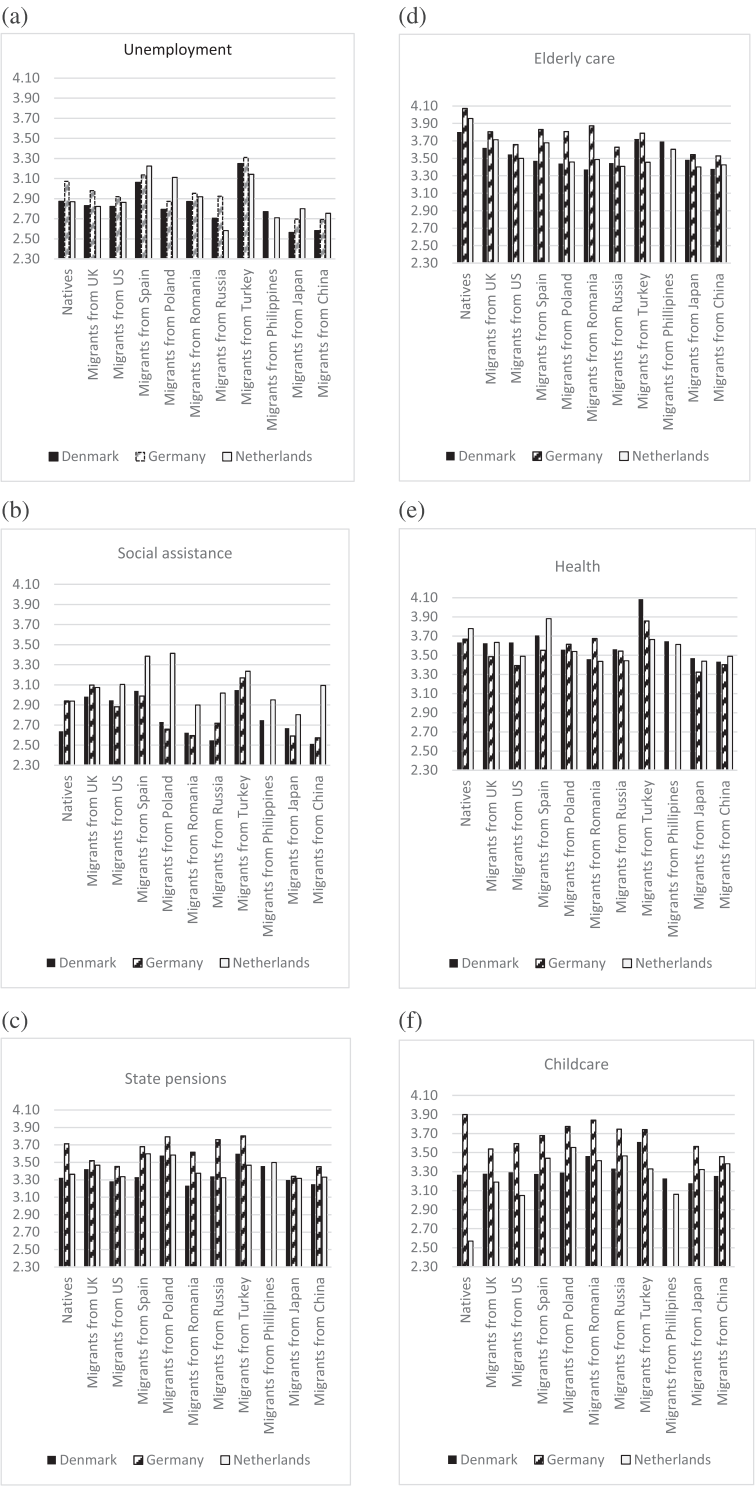 (a)
Unemployment
4.10
3.90
3.70
3.50
3.30
3.10
2.90
2.70
2.50
2.30
Natives
Migrants from UK
Migrants from US
Migrants from Spain
Migrants from Poland
Migrants from Romania
Migrants from Russia
Migrants from Turkey
Migrants from Philippines
Migrants from Japan
Migrants from China
Denmark Germany Netherlands
(b)
Social assistance
4.10
3.90
3.70
3.50
3.30
3.10
2.90
2.70
2.50
2.30
Natives
Migrants from UK
Migrants from US
Migrants from Spain
Migrants from Poland
Migrants from Romania
Migrants from Russia
Migrants from Turkey
Migrants from Philippines
Migrants from Japan
Migrants from China
Denmark Germany Netherlands
(c)
State pensions
4.10
3.90
3.70
3.50
3.30
3.10
2.90
2.70
2.50
2.30
Natives
Migrants from UK
Migrants from US
Migrants from Spain
Migrants from Poland
Migrants from Romania
Migrants from Russia
Migrants from Turkey
Migrants from Phillipines
Migrants from Japan
Migrants from China
Denmark Germany Netherlands
(d)
Elderly care
4.10
3.90
3.70
3.50
3.30
3.10
2.90
2.70
2.50
2.30
Natives
Migrants from UK
Migrants from US
Migrants from Spain
Migrants from Poland
Migrants from Romania
Migrants from Russia
Migrants from Turkey
Migrants from Phillipines
Migrants from Japan
Migrants from China
Denmark Germany Netherlands
(e)
Health
4.10
3.90
3.70
3.50
3.30
3.10
2.90
2.70
2.50
2.30
Natives
Migrants from UK
Migrants from US
Migrants from Spain
Migrants from Poland
Migrants from Romania
Migrants from Russia
Migrants from Turkey
Migrants from Phillipines
Migrants from Japan
Migrants from China
Denmark Germany Netherlands
(f)
Childcare
4.10
3.90
3.70
3.50
3.30
3.10
2.90
2.70
2.50
2.30
Natives
Migrants from UK
Migrants from US
Migrants from Spain
Migrants from Poland
Migrants from Romania
Migrants from Russia
Migrants from Turkey
Migrants from Phillipines
Migrants from Japan
Migrants from China
Denmark Germany Netherlands